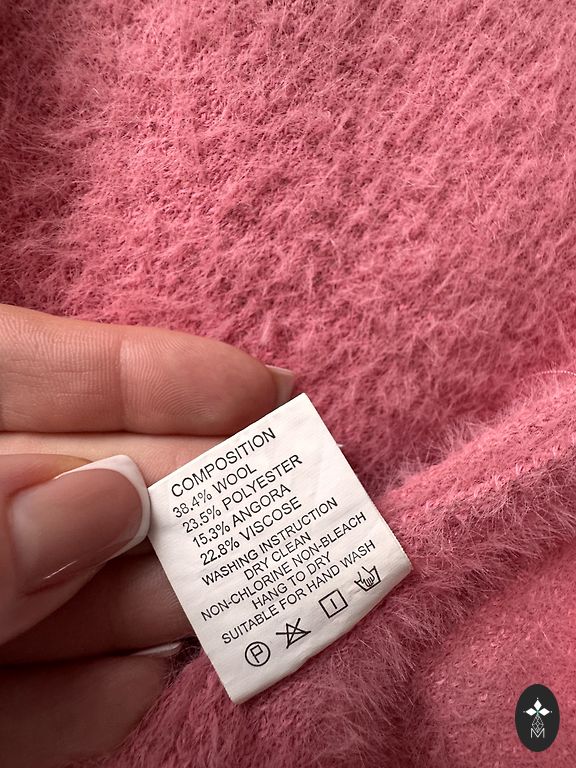 COMPOSITION
38.4% WOOL
23.5% POLYESTER
15.3% ANGORA
22.8% VISCOSE
WASHING INSTRUCTION
DRY CLEAN
NON-CHLORINE NON-BLEACH
HANG TO DRY
SUITABLE FOR HAND WASH
P
M